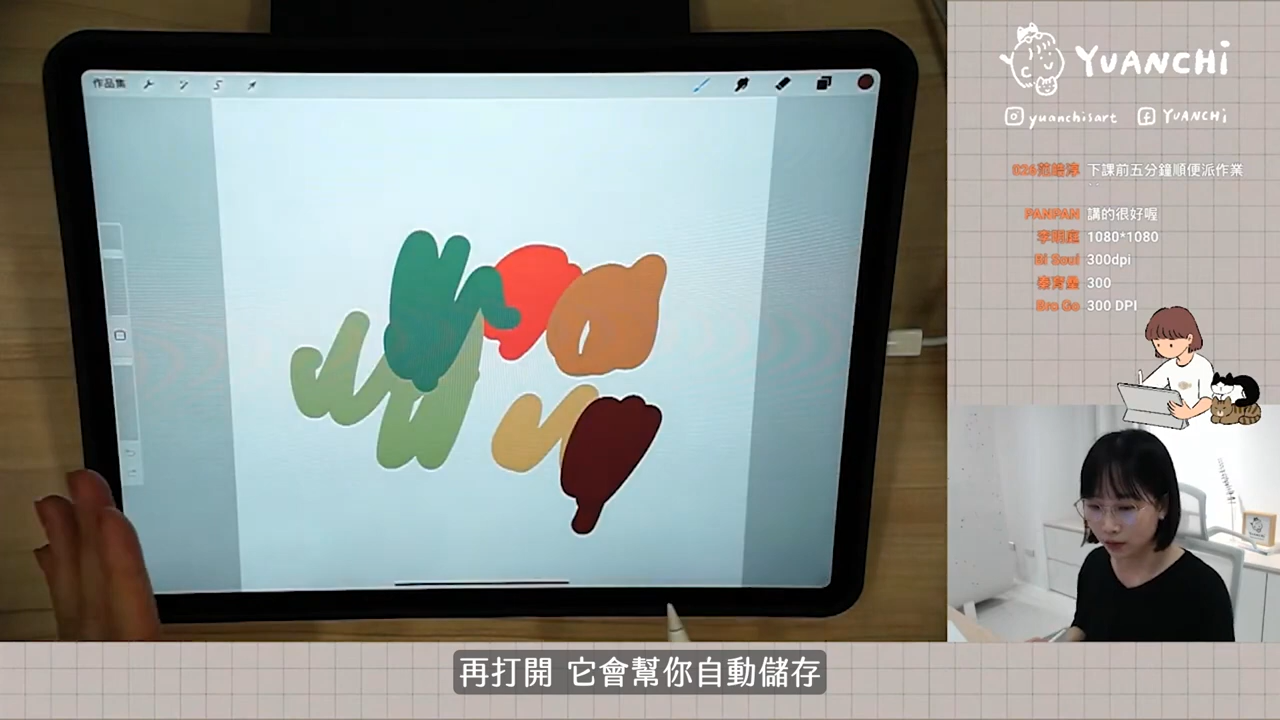 作品集
YUANCHi
yuanchisart
YUANCHi
下課前五分鐘順便派作業
PANPAN 講的很好喔
1080*1080
300dpi
300
Bro Go 300 DPI
再打開 它會幫你自動儲存